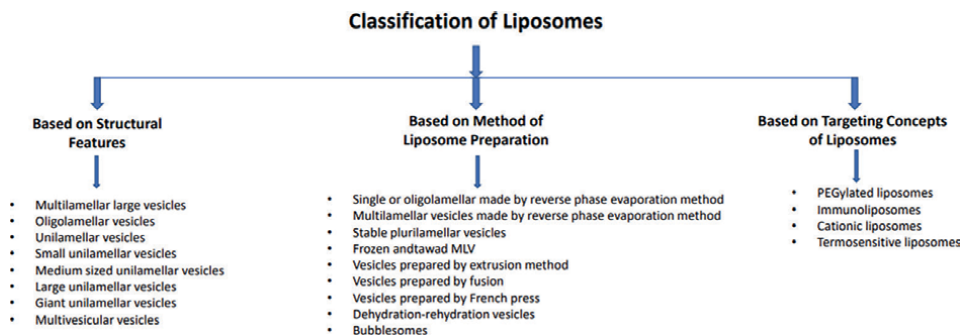 Classification of Liposomes
Based on Structural
Features
• Multilamellar large vesicles
• Oligolamellar vesicles
• Unilamellar vesicles
• Small unilamellar vesicles
• Medium sized unilamellar vesicles
• Large unilamellar vesicles
• Giant unilamellar vesicles
• Multivesicular vesicles
Based on Method of
Liposome Preparation
• Single or oligolamellar made by reverse phase evaporation method
• Multilamellar vesicles made by reverse phase evaporation method
• Stable plurilamellar vesicles
• Frozen andtawad MLV
• Vesicles prepared by extrusion method
• Vesicles prepared by fusion
• Vesicles prepared by French press
• Dehydration-rehydration vesicles
• Bubblesomes
Based on Targeting Concepts
of Liposomes
• PEGylated liposomes
• Immunoliposomes
• Cationic liposomes
• Termosensitive liposomes